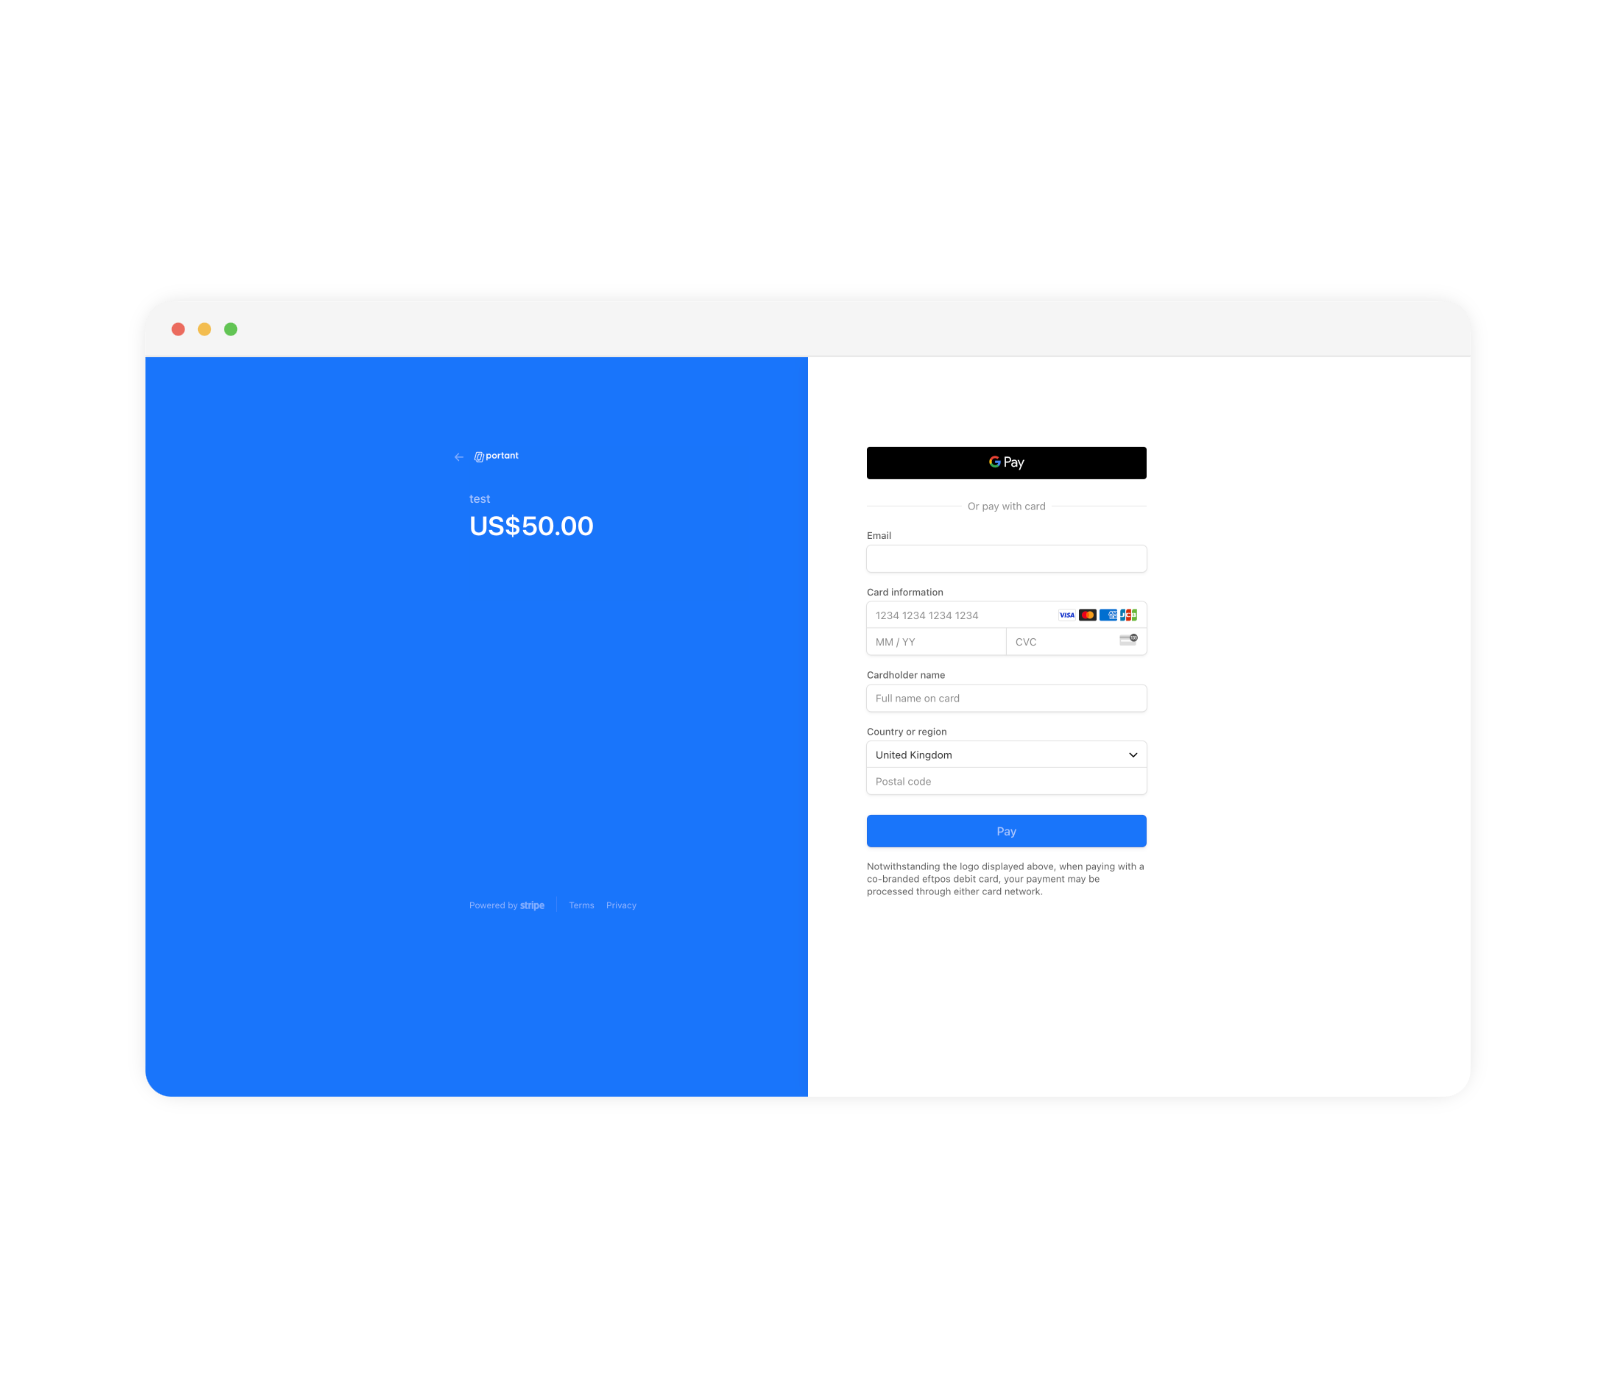 portant
test
US$50.00
Powered by stripe
Terms
Privacy
G Pay
Or pay with card
Email
Card information
1234 1234 1234 1234
VISA
JCB
MM / YY
CVC
Cardholder name
Full name on card
Country or region
United Kingdom
Postal code
Pay
Notwithstanding the logo displayed above, when paying with a
co-branded eftpos debit card, your payment may be
processed through either card network.